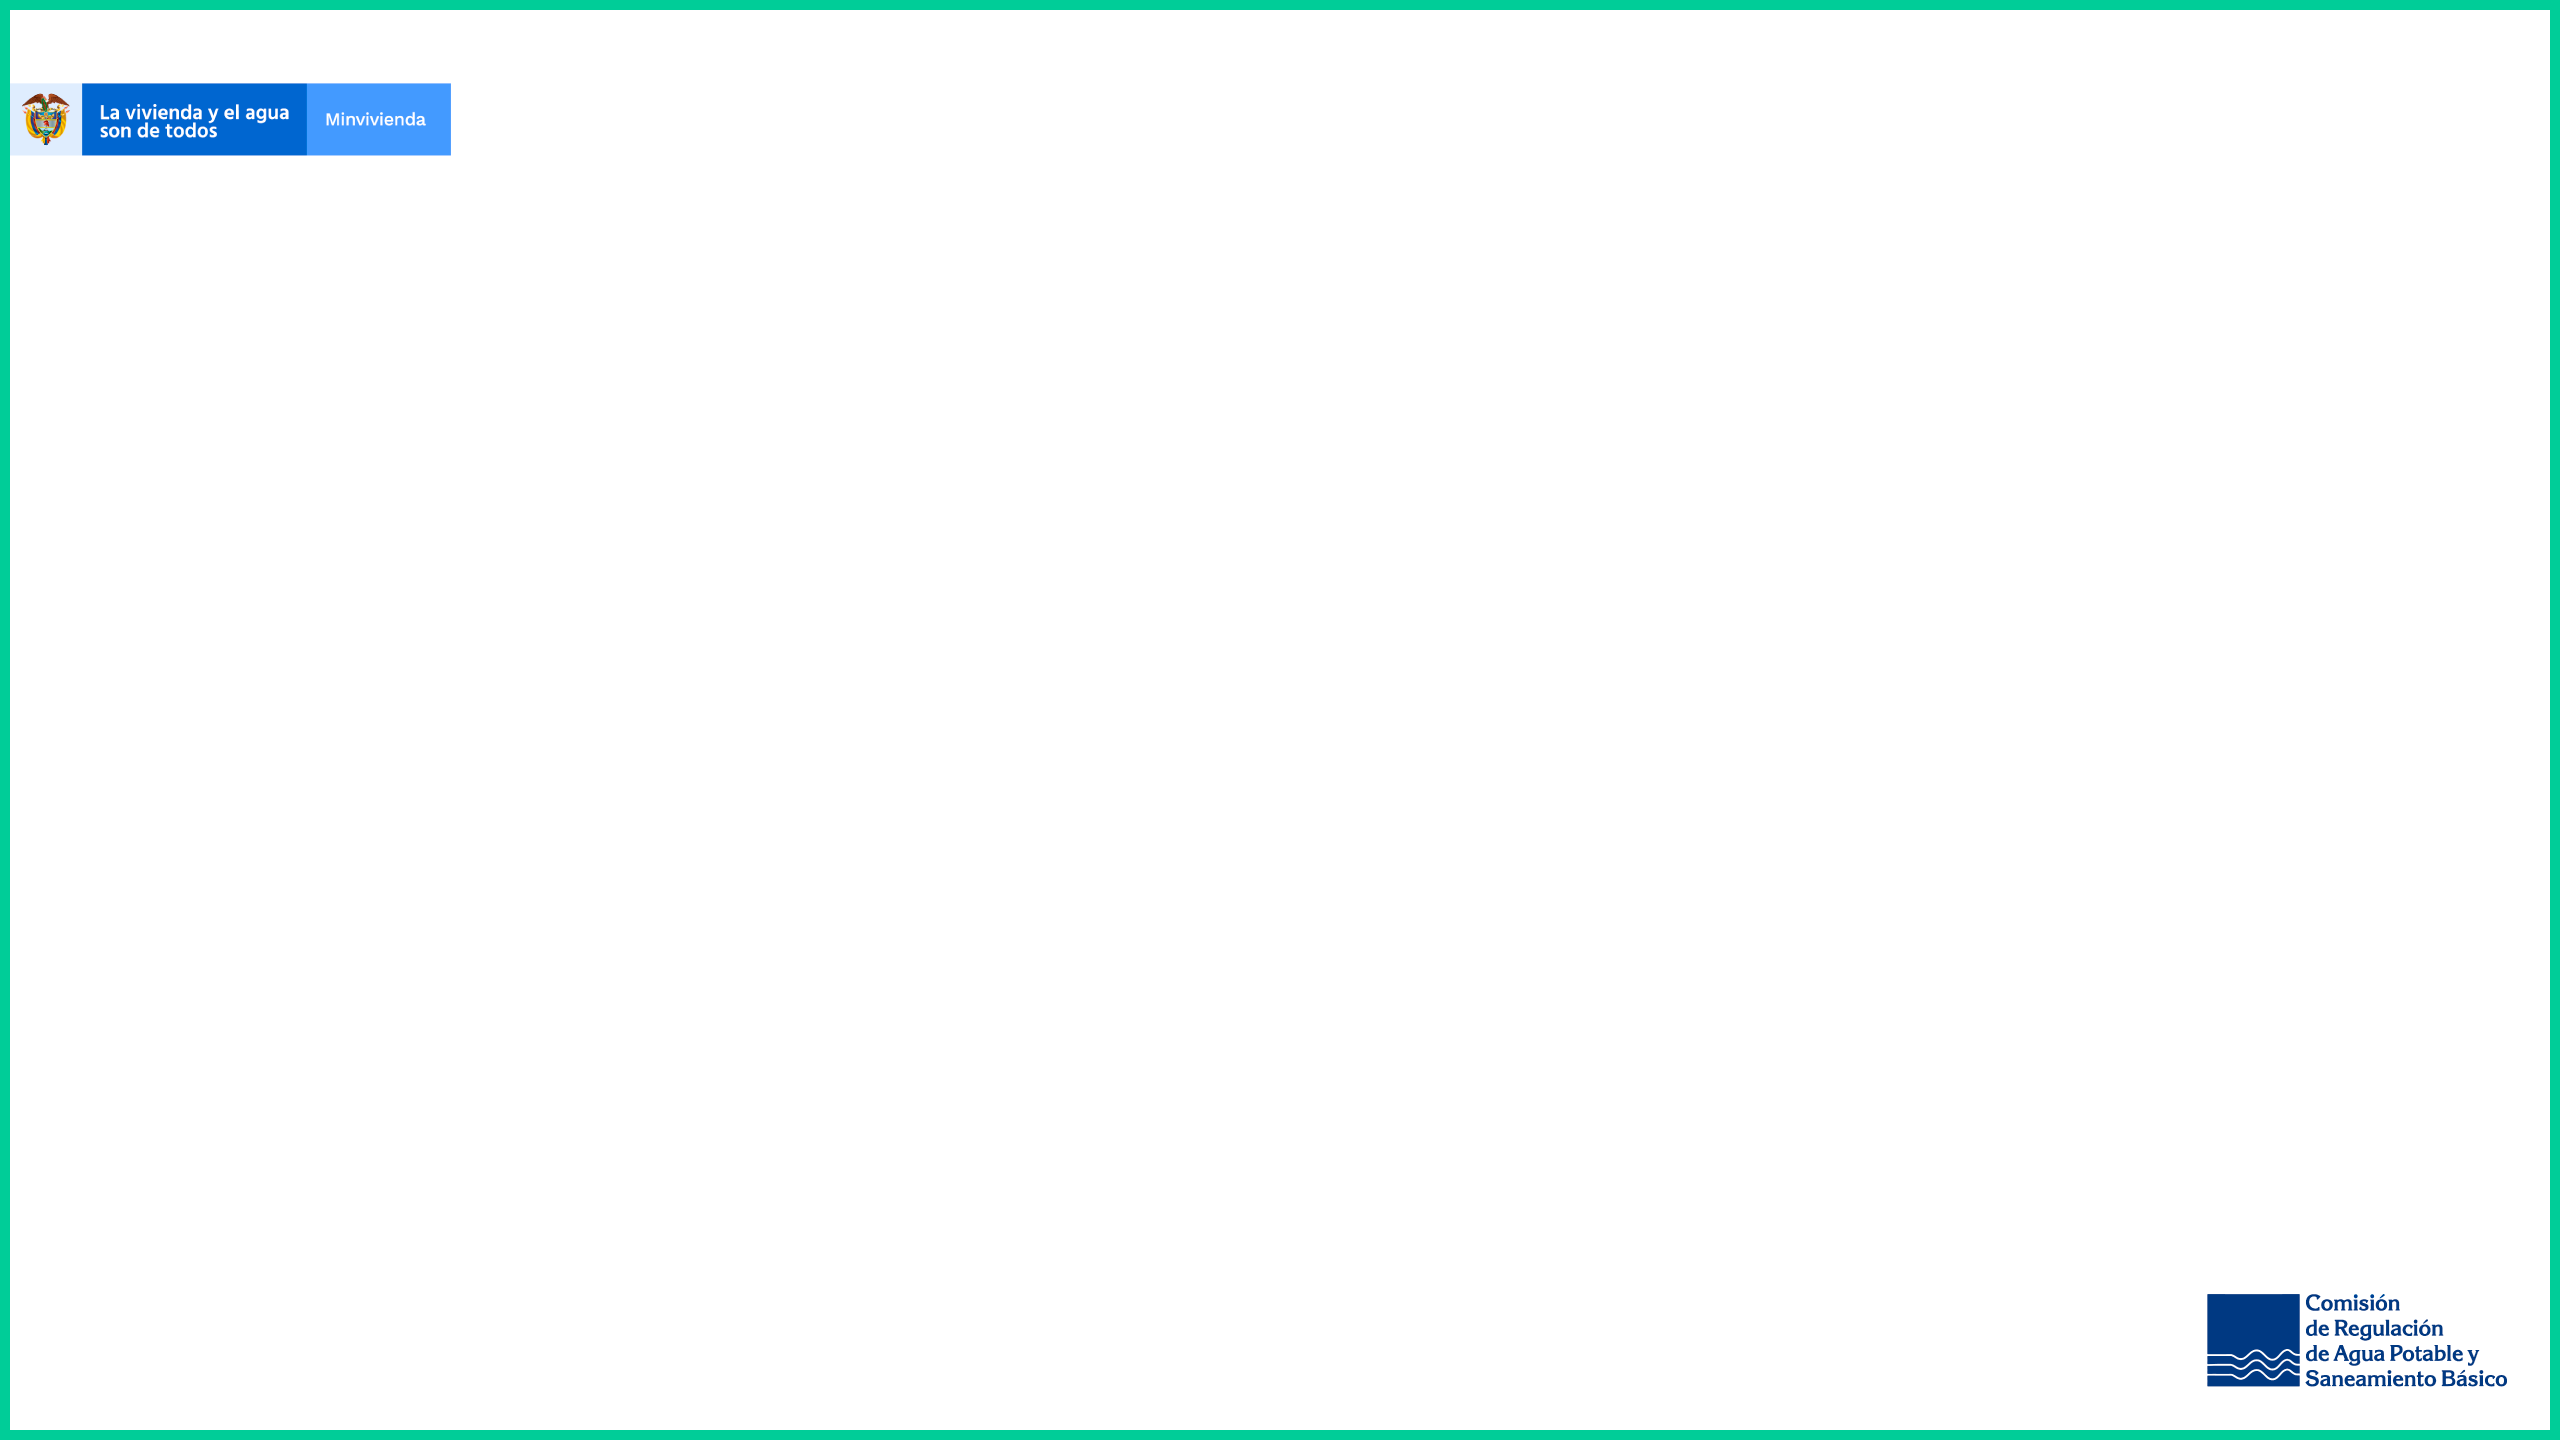 La vivienda y el agua
son de todos
Minvivienda
Comisión
de Regulación
de Agua Potable y
Saneamiento Básico